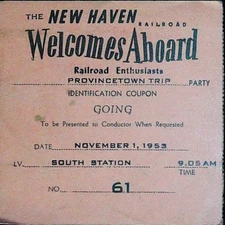 THE NEW HAVEN RAILROAD
Welcomes Aboard
Railroad Enthusiasts
PROVINCETOWN TRIP PARTY
IDENTIFICATION COUPON
GOING
To be Presented to Conductor When Requested
DATE NOVEMBER 1, 1953
LV. SOUTH STATION 9.05 AM
TIME
NO. 61